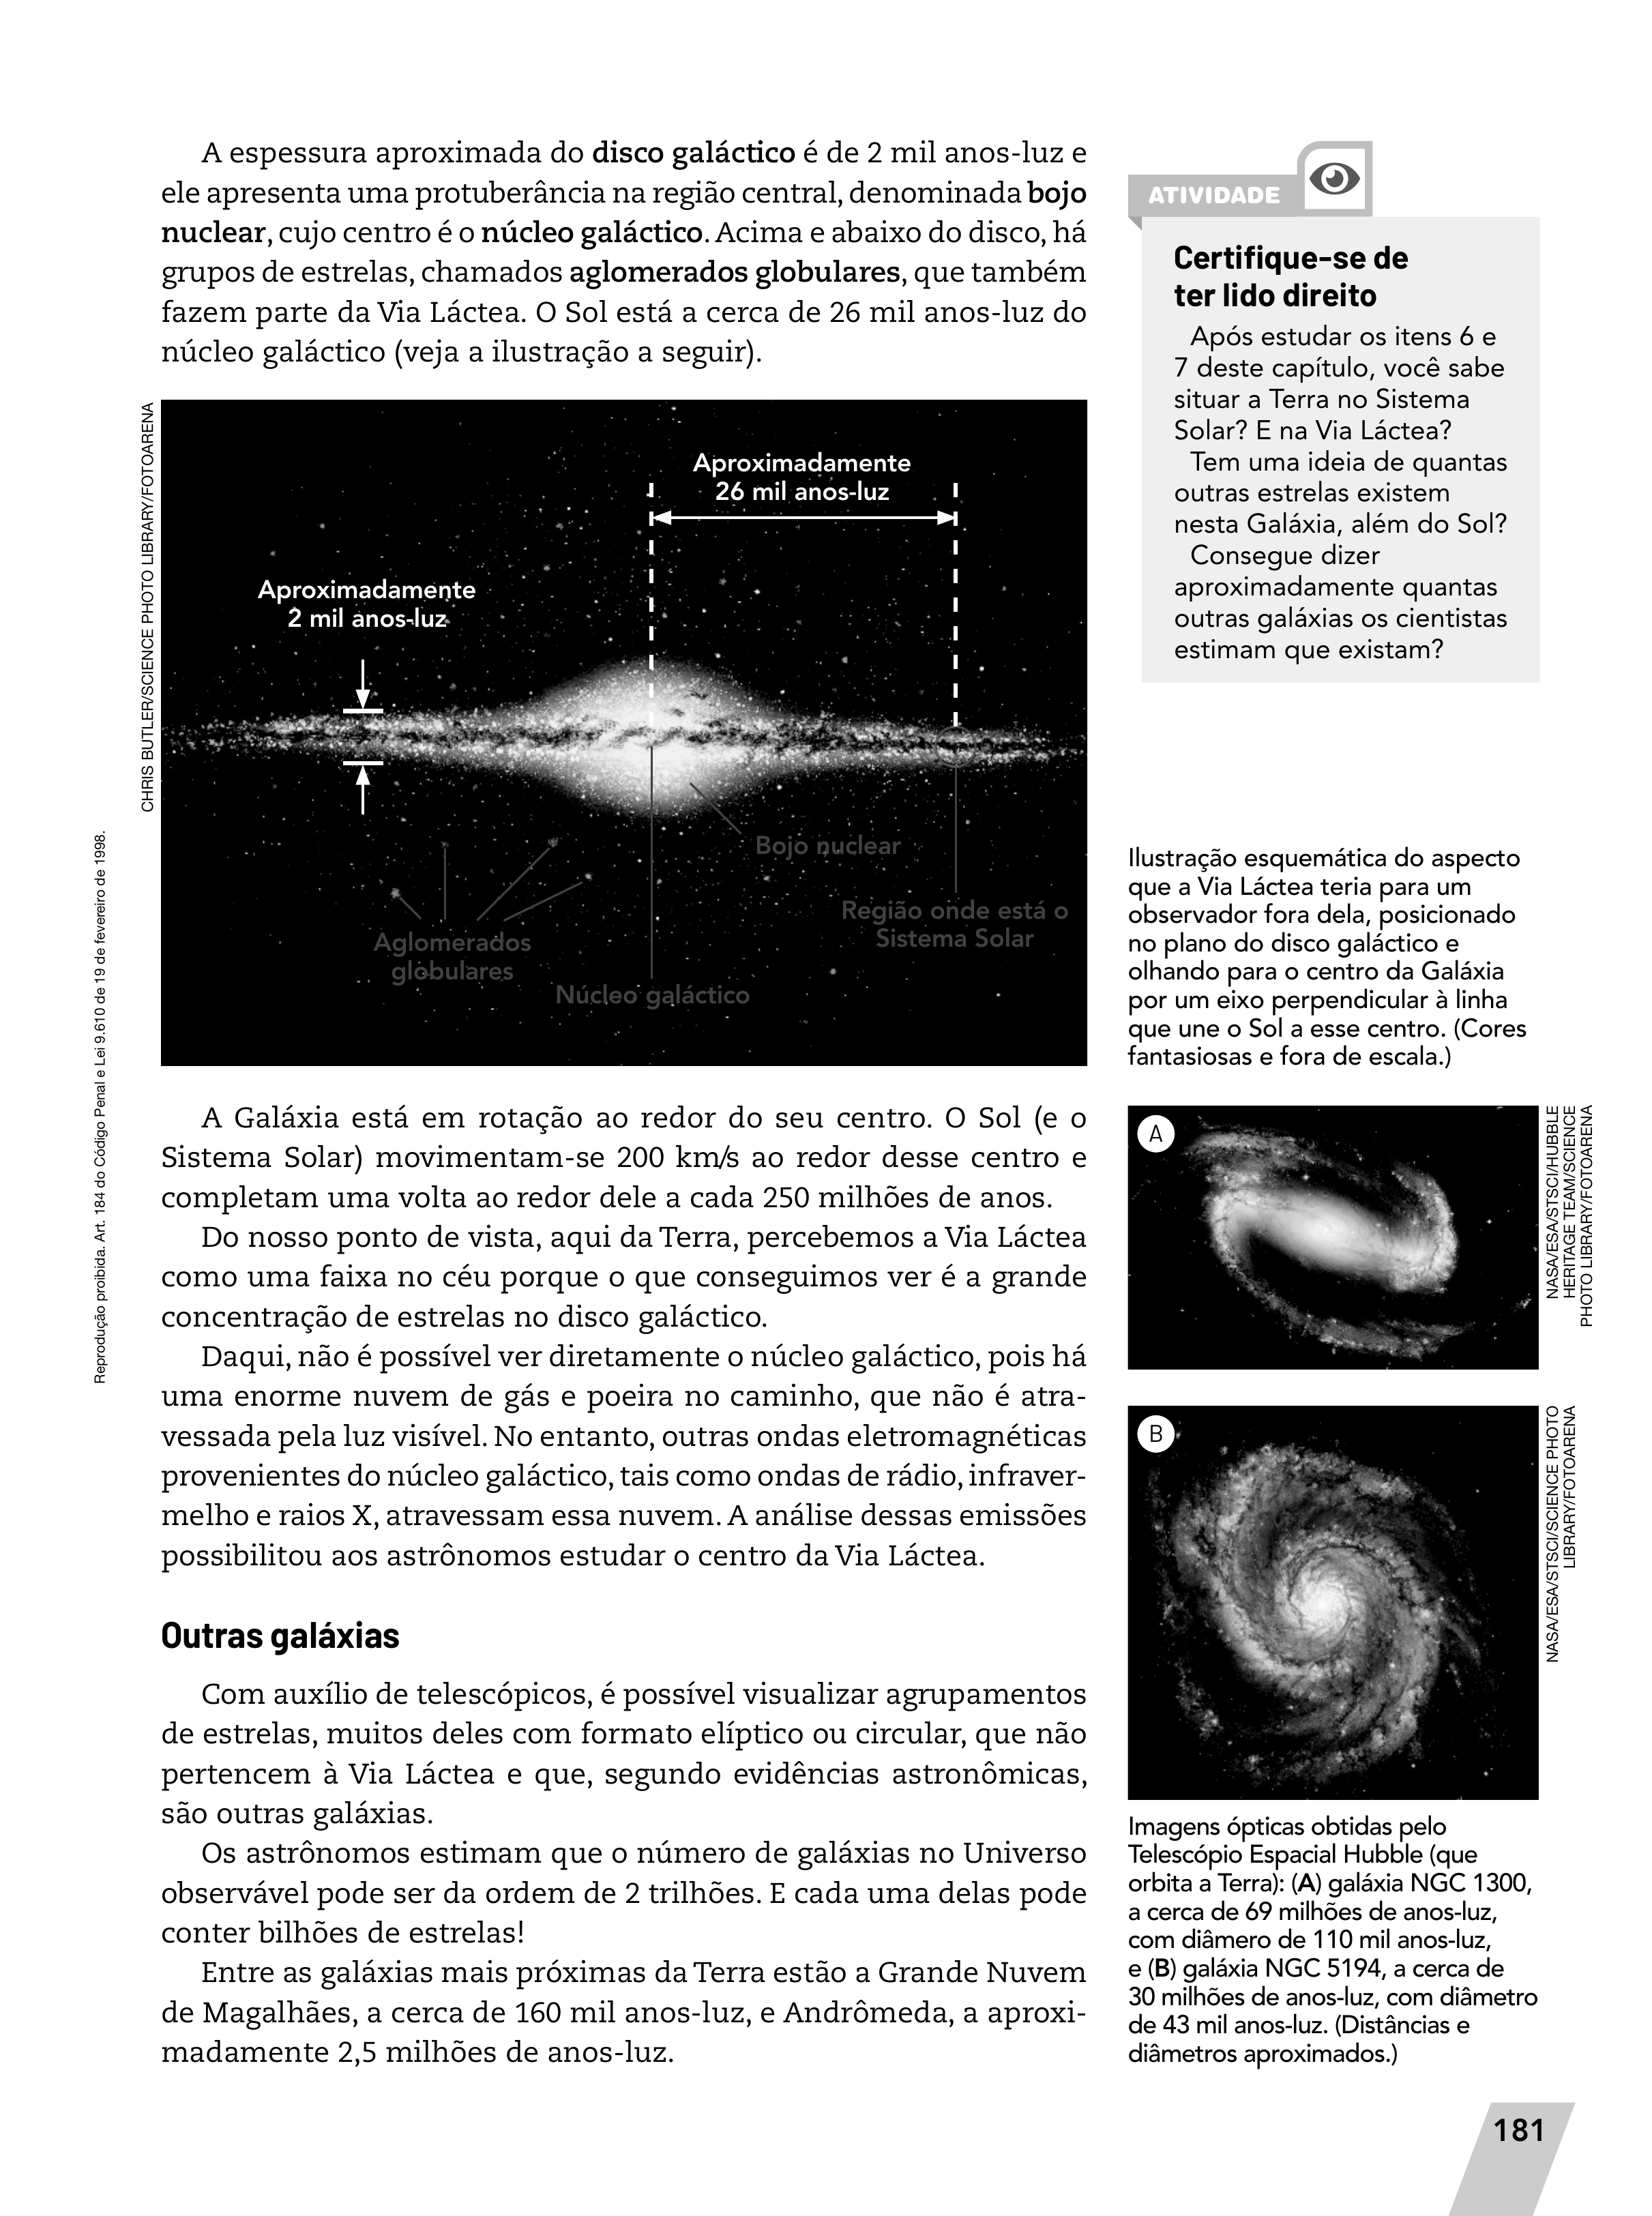 A espessura aproximada do disco galáctico é de 2 mil anos-luz e
ele apresenta uma protuberância na região central, denominada bojo
nuclear, cujo centro é o núcleo galáctico. Acima e abaixo do disco, há
grupos de estrelas, chamados aglomerados globulares, que também
fazem parte da Via Láctea. O Sol está a cerca de 26 mil anos-luz do
núcleo galáctico (veja a ilustração a seguir).
CHRIS BUTLER/SCIENCE PHOTO LIBRARY/FOTOARENA
Aproximadamente
26 mil anos-luz
Aproximadamente
2 mil anos-luz
Bojo nuclear
Região onde está o
Sistema Solar
Aglomerados
globulares
Núcleo galáctico
Reprodução proibida. Art. 184 do Código Penal e Lei 9.610 de 19 de fevereiro de 1998.
A Galáxia está em rotação ao redor do seu centro. O Sol (e o
Sistema Solar) movimentam-se 200 km/s ao redor desse centro e
completam uma volta ao redor dele a cada 250 milhões de anos.
Do nosso ponto de vista, aqui da Terra, percebemos a Via Láctea
como uma faixa no céu porque o que conseguimos ver é a grande
concentração de estrelas no disco galáctico.
Daqui, não é possível ver diretamente o núcleo galáctico, pois há
uma enorme nuvem de gás e poeira no caminho, que não é atra-
vessada pela luz visível. No entanto, outras ondas eletromagnéticas
provenientes do núcleo galáctico, tais como ondas de rádio, infraver-
melho e raios X, atravessam essa nuvem. A análise dessas emissões
possibilitou aos astrônomos estudar o centro da Via Láctea.
Outras galáxias
Com auxílio de telescópicos, é possível visualizar agrupamentos
de estrelas, muitos deles com formato elíptico ou circular, que não
pertencem à Via Láctea e que, segundo evidências astronômicas,
são outras galáxias.
Os astrônomos estimam que o número de galáxias no Universo
observável pode ser da ordem de 2 trilhões. E cada uma delas pode
conter bilhões de estrelas!
Entre as galáxias mais próximas da Terra estão a Grande Nuvem
de Magalhães, a cerca de 160 mil anos-luz, e Andrômeda, a aproxi-
madamente 2,5 milhões de anos-luz.
ATIVIDADE
Certifique-se de
ter lido direito
Após estudar os itens 6 e
7 deste capítulo, você sabe
situar a Terra no Sistema
Solar? E na Via Láctea?
Tem uma ideia de quantas
outras estrelas existem
nesta Galáxia, além do Sol?
Consegue dizer
aproximadamente quantas
outras galáxias os cientistas
estimam que existam?
Ilustração esquemática do aspecto
que a Via Láctea teria para um
observador fora dela, posicionado
no plano do disco galáctico e
olhando para o centro da Galáxia
por um eixo perpendicular à linha
que une o Sol a esse centro. (Cores
fantasiosas e fora de escala.)
A
NASA/ESA/STSCI/HUBBLE
HERITAGE TEAM/SCIENCE
PHOTO LIBRARY/FOTOARENA
B
NASA/ESA/STSCI/SCIENCE PHOTO
LIBRARY/FOTOARENA
Imagens ópticas obtidas pelo
Telescópio Espacial Hubble (que
orbita a Terra): (A) galáxia NGC 1300,
a cerca de 69 milhões de anos-luz,
com diâmero de 110 mil anos-luz,
e (B) galáxia NGC 5194, a cerca de
30 milhões de anos-luz, com diâmetro
de 43 mil anos-luz. (Distâncias e
diâmetros aproximados.)
181